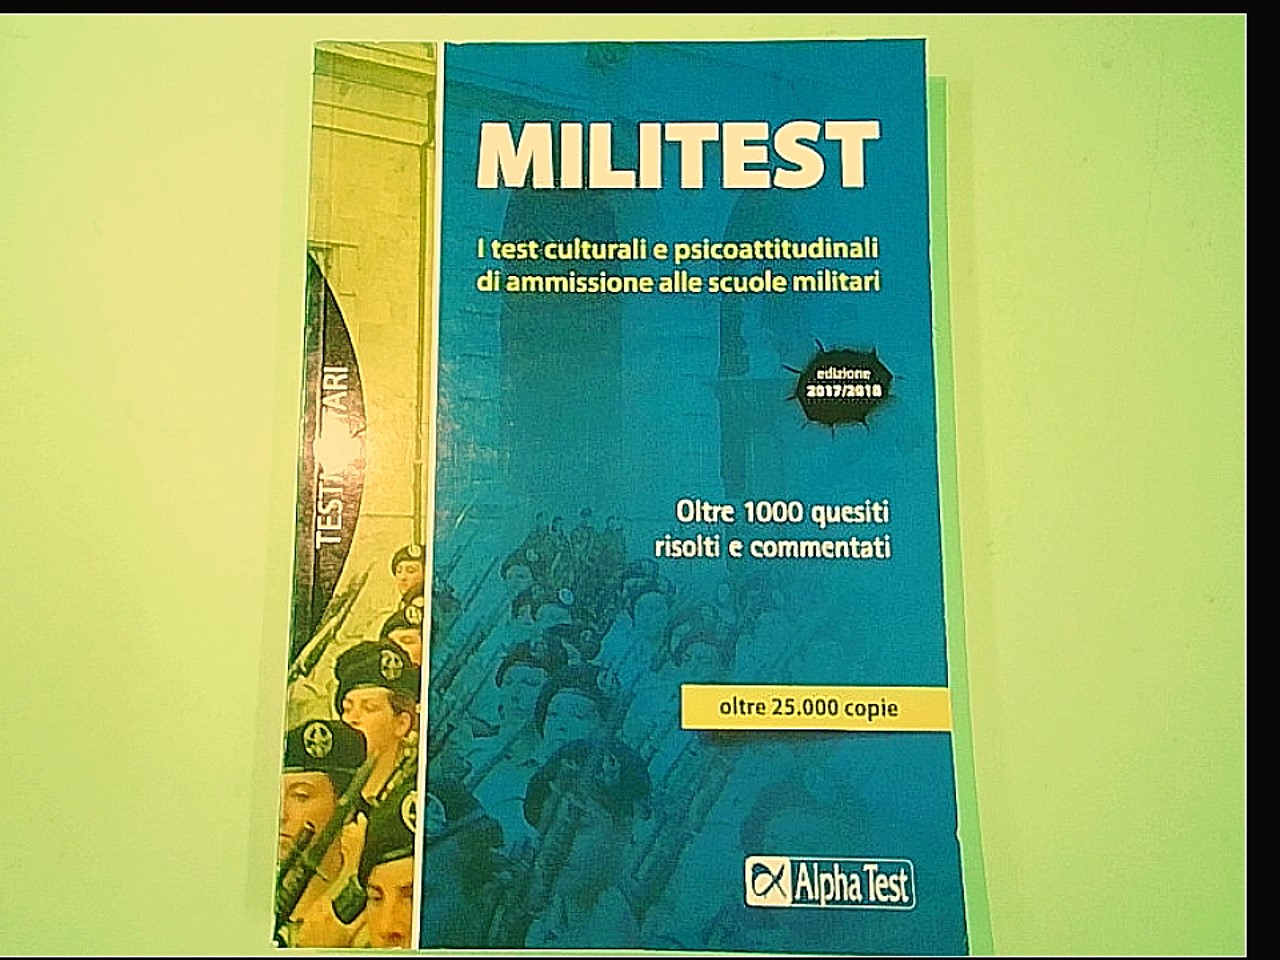 MILITEST
I test culturali e psicoattitudinali
di ammissione alle scuole militari
edizione
2017/2018
Oltre 1000 quesiti
risolti e commentati
oltre 25.000 copie
Alpha Test